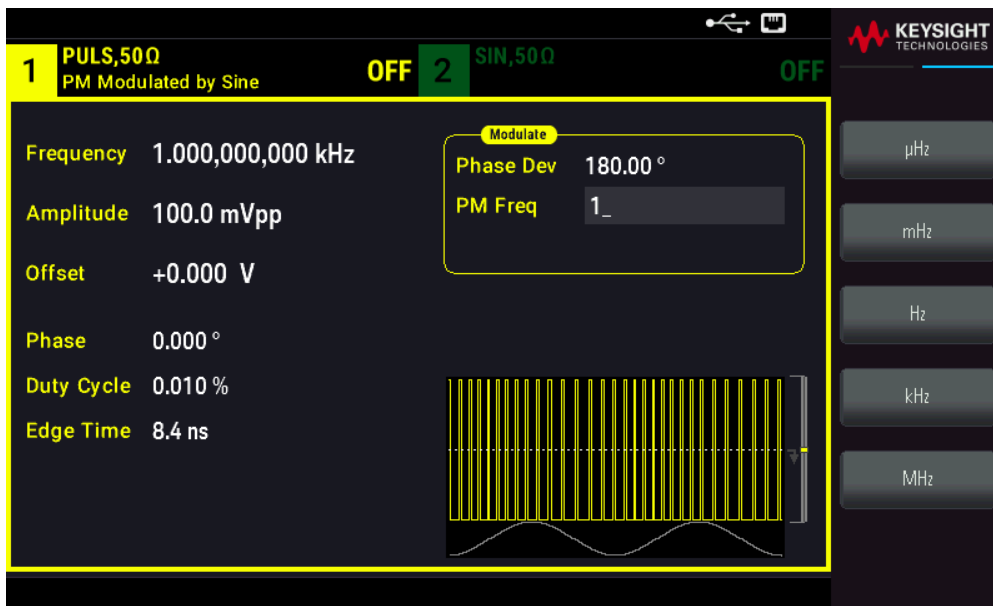 KEYSIGHT
TECHNOLOGIES
1 PULS,50Ω OFF 2 SIN,50Ω OFF
PM Modulated by Sine
Modulate
Frequency 1.000,000,000 kHz
Phase Dev 180.00 °
Amplitude 100.0 mVpp
PM Freq 1_
Offset +0.000 V
Phase 0.000 °
Duty Cycle 0.010 %
Edge Time 8.4 ns
µHz
mHz
Hz
kHz
MHz